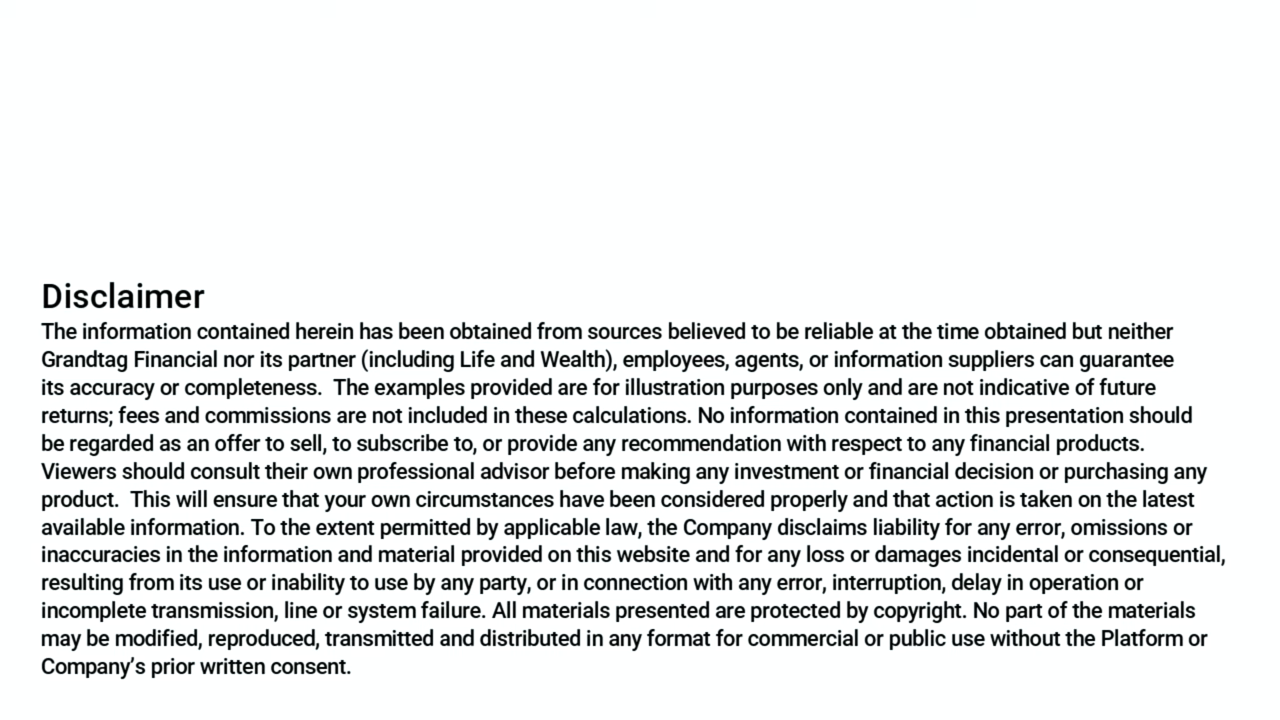 Disclaimer
The information contained herein has been obtained from sources believed to be reliable at the time obtained but neither
Grandtag Financial nor its partner (including Life and Wealth), employees, agents, or information suppliers can guarantee
its accuracy or completeness.  The examples provided are for illustration purposes only and are not indicative of future
returns; fees and commissions are not included in these calculations. No information contained in this presentation should
be regarded as an offer to sell, to subscribe to, or provide any recommendation with respect to any financial products.
Viewers should consult their own professional advisor before making any investment or financial decision or purchasing any
product.  This will ensure that your own circumstances have been considered properly and that action is taken on the latest
available information. To the extent permitted by applicable law, the Company disclaims liability for any error, omissions or
inaccuracies in the information and material provided on this website and for any loss or damages incidental or consequential,
resulting from its use or inability to use by any party, or in connection with any error, interruption, delay in operation or
incomplete transmission, line or system failure. All materials presented are protected by copyright. No part of the materials
may be modified, reproduced, transmitted and distributed in any format for commercial or public use without the Platform or
Company’s prior written consent.